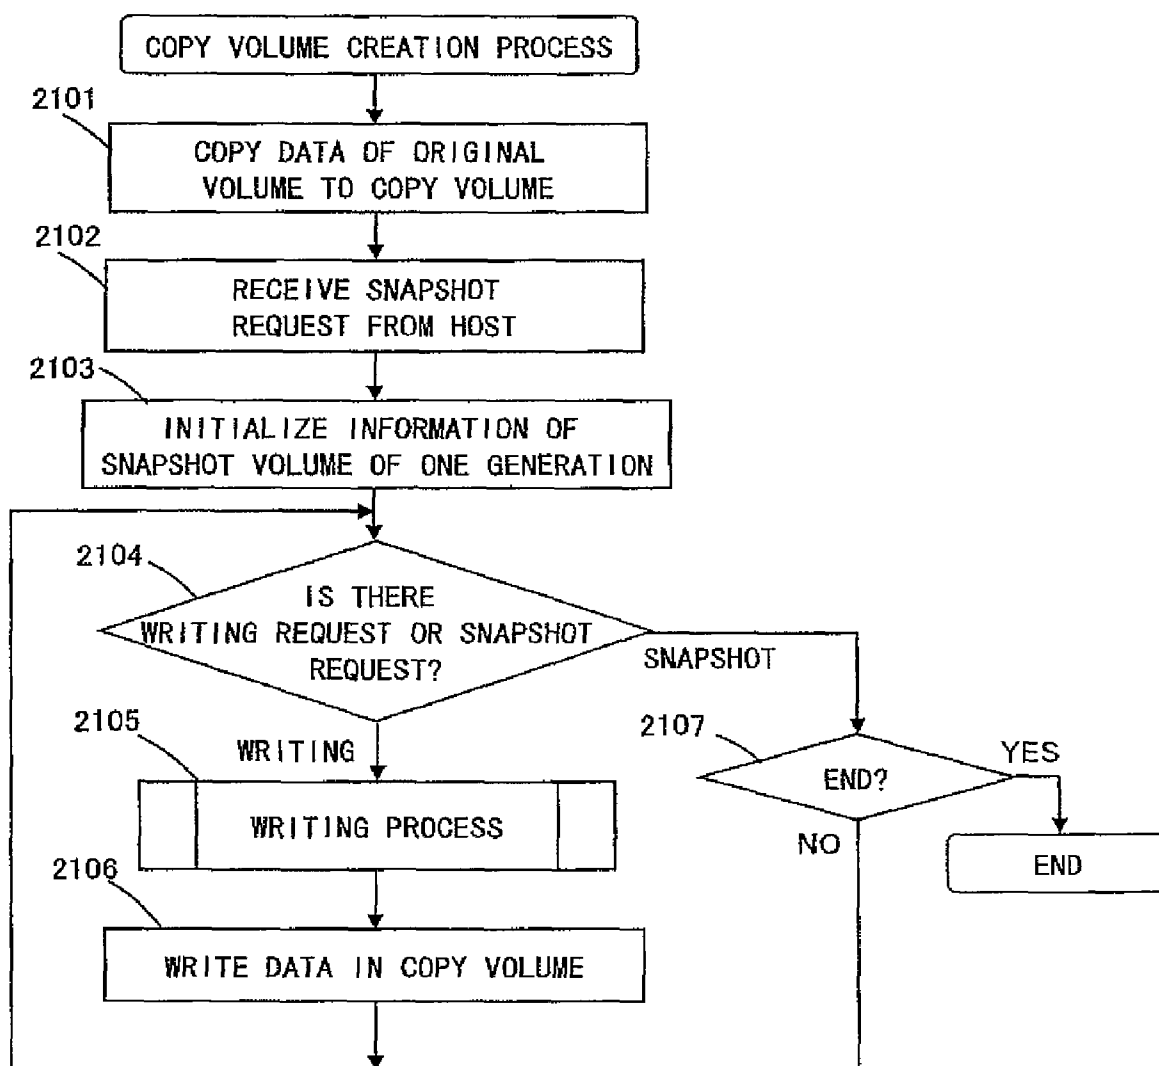 COPY VOLUME CREATION PROCESS
2101
COPY DATA OF ORIGINAL
VOLUME TO COPY VOLUME
2102
RECEIVE SNAPSHOT
REQUEST FROM HOST
2103
INITIALIZE INFORMATION OF
SNAPSHOT VOLUME OF ONE GENERATION
2104
IS THERE
WRITING REQUEST OR SNAPSHOT
REQUEST?
SNAPSHOT
2105
WRITING
WRITING PROCESS
2107
END?
YES
NO
END
2106
WRITE DATA IN COPY VOLUME